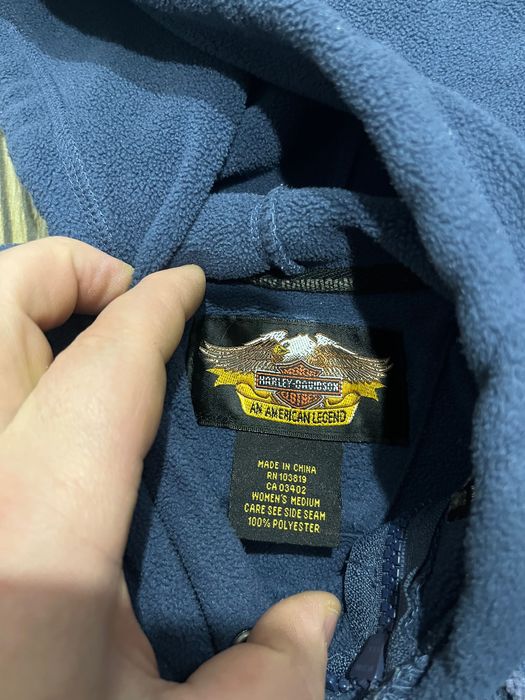 MOTOR
HARLEY-DAVIDSON
CYCLES
AN AMERICAN LEGEND
MADE IN CHINA
RN 103819
CA 03402
WOMEN'S MEDIUM
CARE SEE SIDE SEAM
100% POLYESTER